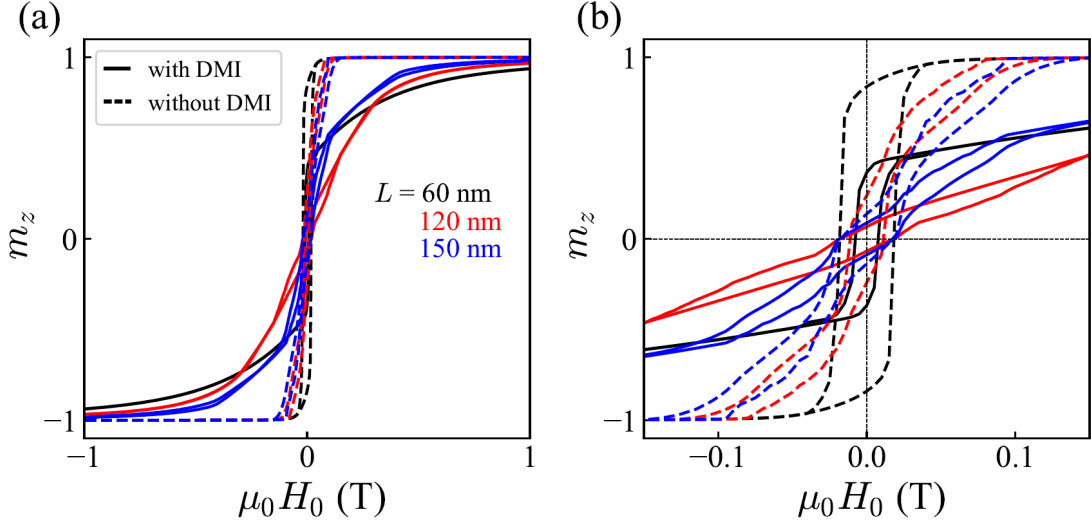 (a)
1
0
−1
m_z
with DMI
without DMI
L = 60 nm
120 nm
150 nm
−1
0
1
μ₀H₀ (T)
(b)
1
0
−1
m_z
−0.1
0.0
0.1
μ₀H₀ (T)